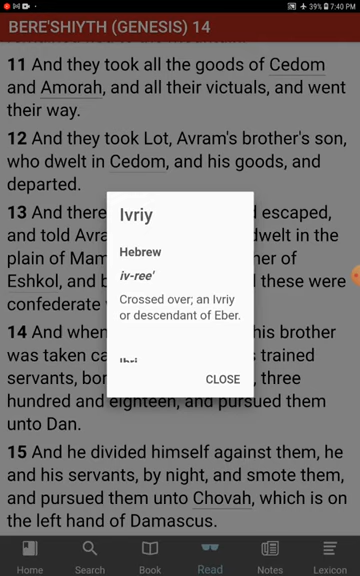 39% 7:40 PM
BERE'SHIYTH (GENESIS) 14
11 And they took all the goods of Cedom
and Amorah, and all their victuals, and went
their way.
12 And they took Lot, Avram's brother's son,
who dwelt in Cedom, and his goods, and
departed.
13 And there
escaped,
and told
dwelt in the
plain of
Eshkol, and
these were
confederate
Ivriy
Hebrew
iv-ree'
Crossed over; an Ivriy
or descendant of Eber.
CLOSE
14 And when
his brother
was taken
trained
servants,
three
hundred and eighteen, and pursued them
unto Dan.
15 And he divided himself against them, he
and his servants, by night, and smote them,
and pursued them unto Chovah, which is on
the left hand of Damascus.
Home Search Book Read Notes Lexicon